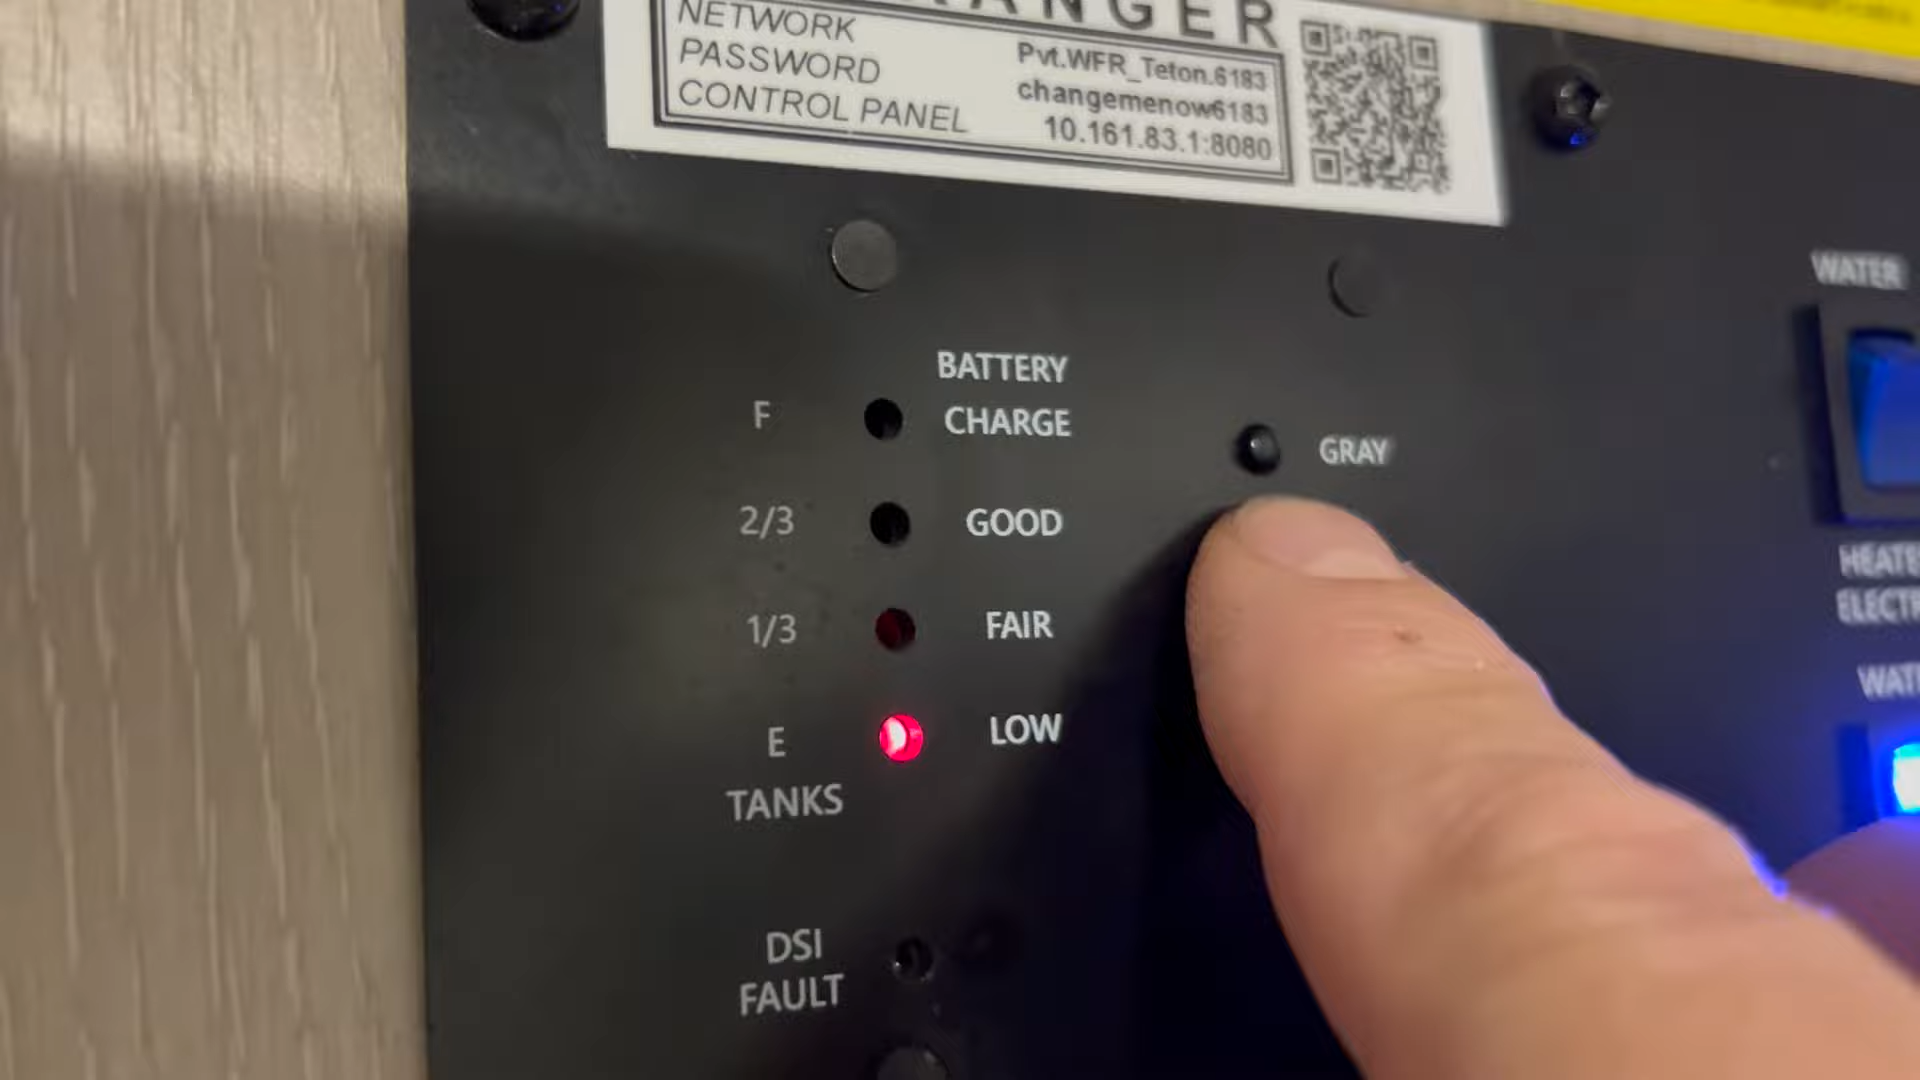 RANGER
NETWORK Pvt.WFR_Teton.6183
PASSWORD changemenow6183
CONTROL PANEL 10.161.83.1:8080
BATTERY
F CHARGE
2/3 GOOD
1/3 FAIR
E LOW
TANKS
DSI
FAULT
GRAY
WATER